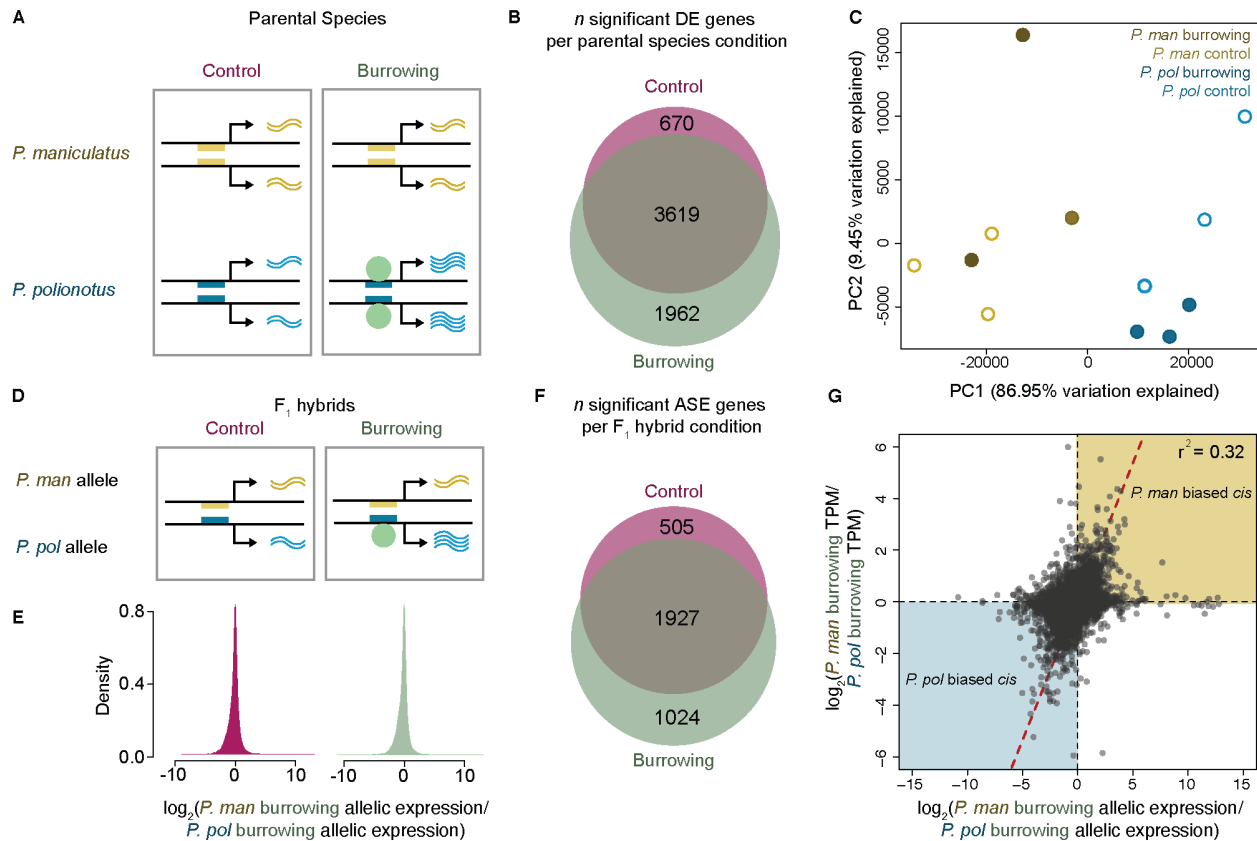 A
Parental Species
Control
Burrowing
P. maniculatus
P. polionotus
B
n significant DE genes
per parental species condition
Control
670
3619
1962
Burrowing
C
P. man burrowing
P. man control
P. pol burrowing
P. pol control
15000
10000
5000
0
-5000
PC2 (9.45% variation explained)
-20000 0 20000
PC1 (86.95% variation explained)
D
F1 hybrids
Control
Burrowing
P. man allele
P. pol allele
E
0.8
0.4
0.0
Density
-10 0 10
-10 0 10
log2(P. man burrowing allelic expression/
P. pol burrowing allelic expression)
F
n significant ASE genes
per F1 hybrid condition
Control
505
1927
1024
Burrowing
G
r2 = 0.32
P. man biased cis
P. pol biased cis
6
4
2
0
-2
-4
-6
log2(P. man burrowing TPM/
P. pol burrowing TPM)
-15 -10 -5 0 5 10 15
log2(P. man burrowing allelic expression/
P. pol burrowing allelic expression)